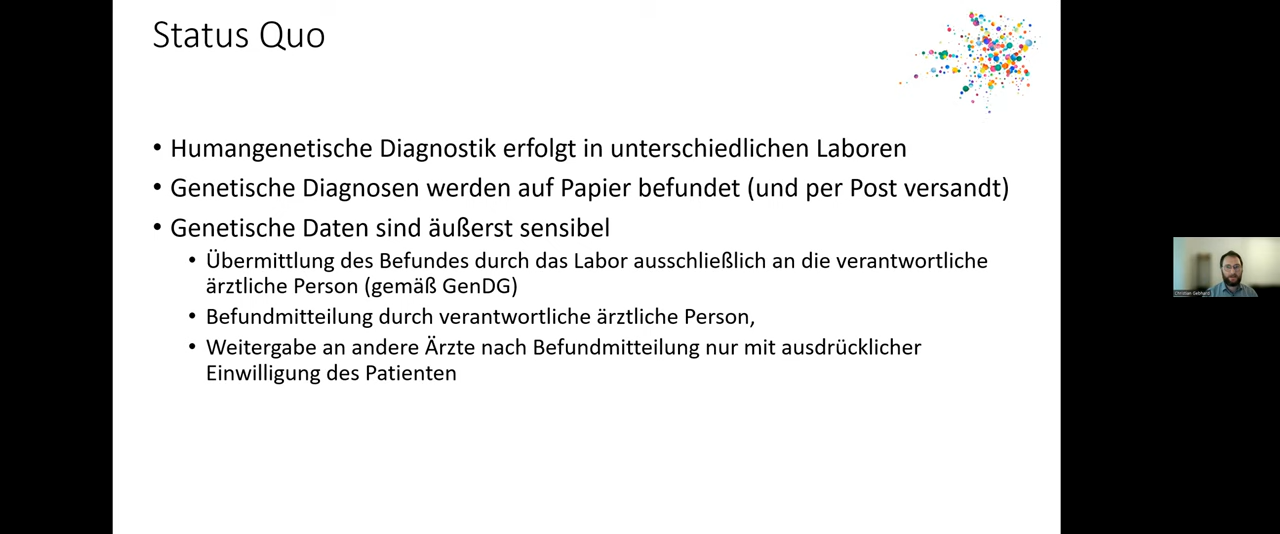 Status Quo
• Humangenetische Diagnostik erfolgt in unterschiedlichen Laboren
• Genetische Diagnosen werden auf Papier befundet (und per Post versandt)
• Genetische Daten sind äußerst sensibel
• Übermittlung des Befundes durch das Labor ausschließlich an die verantwortliche
ärztliche Person (gemäß GenDG)
• Befundmitteilung durch verantwortliche ärztliche Person,
• Weitergabe an andere Ärzte nach Befundmitteilung nur mit ausdrücklicher
Einwilligung des Patienten
Christian Gebhard